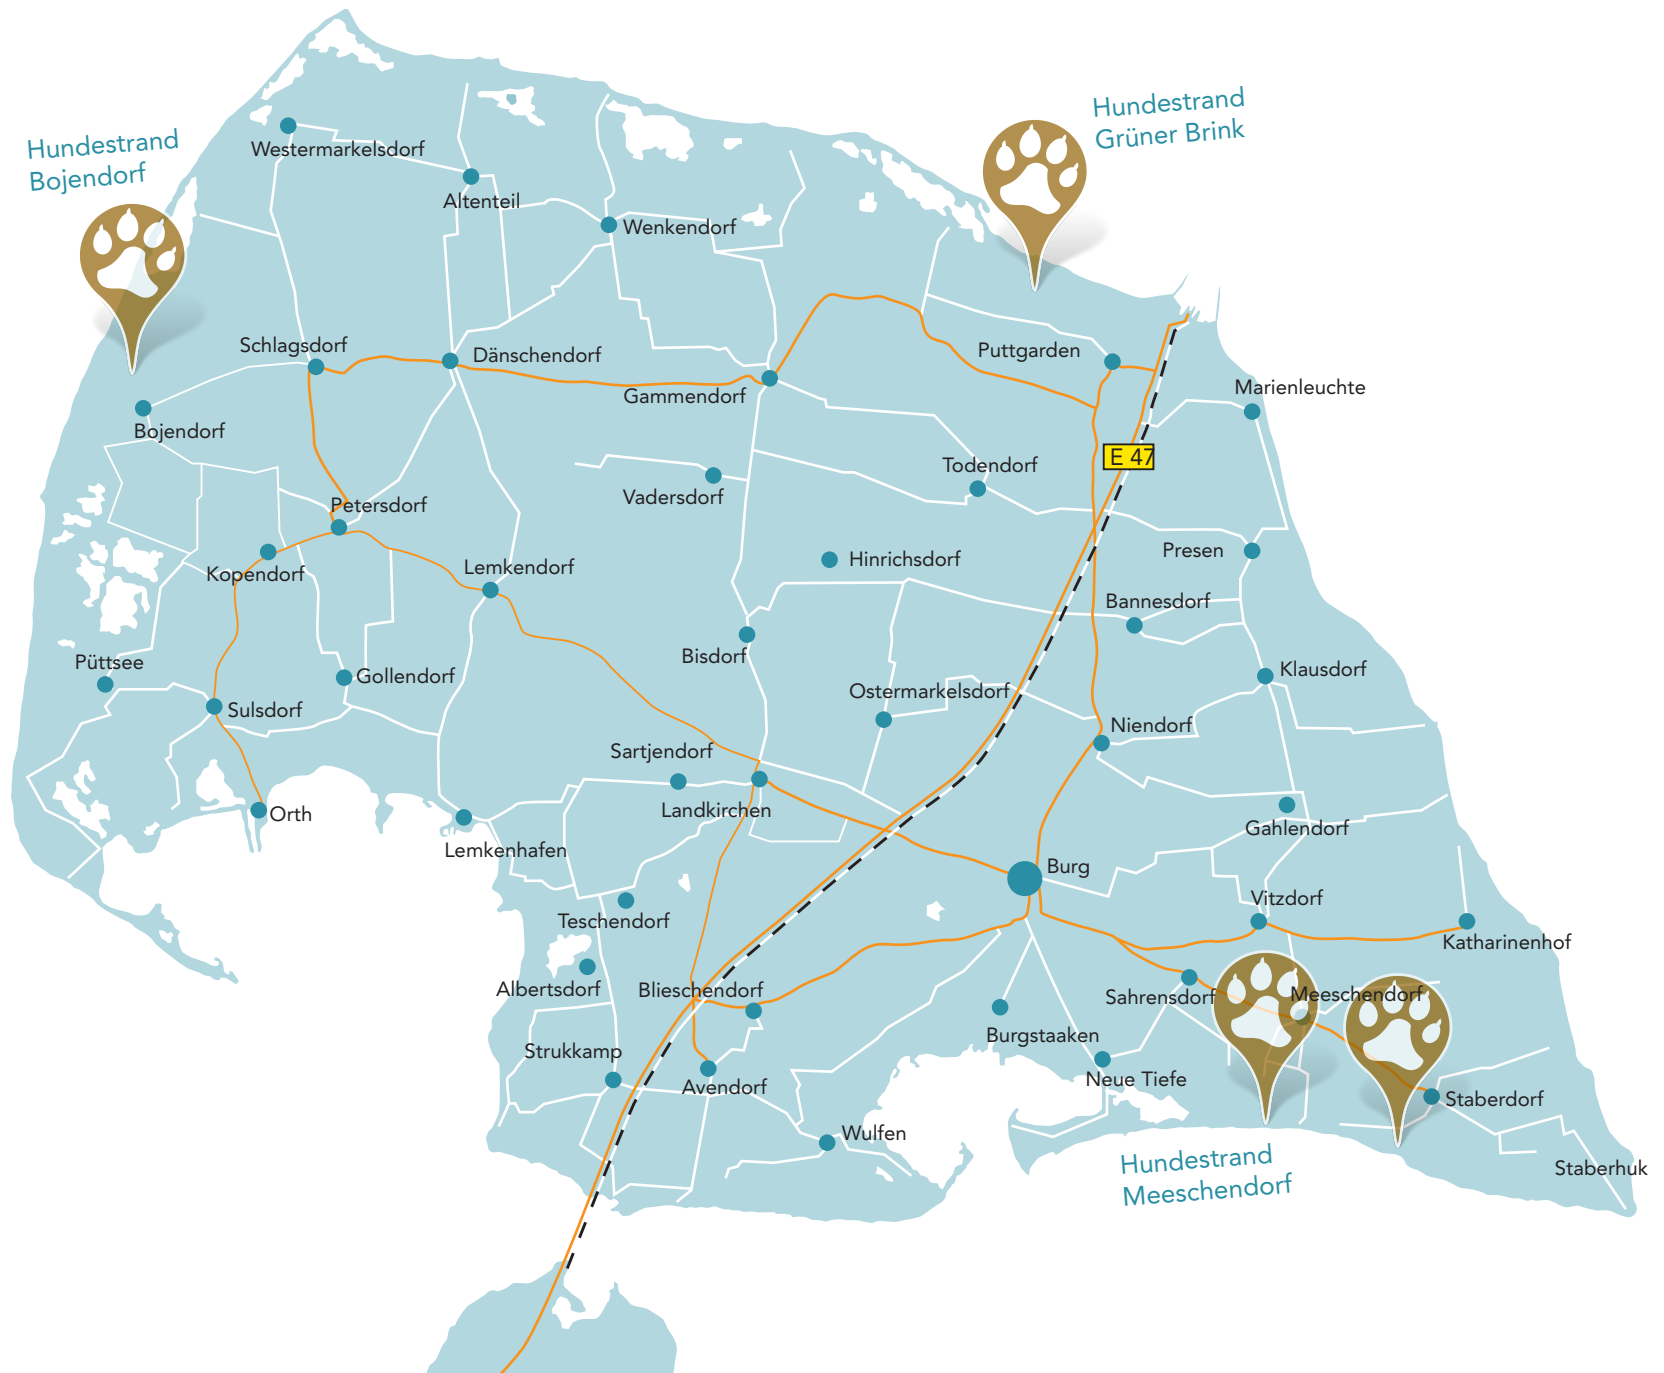 Hundestrand
Grüner Brink
Hundestrand
Bojendorf
Westermarkelsdorf
Altenteil
Wenkendorf
Schlagsdorf
Dänschendorf
Puttgarden
Gammendorf
Marienleuchte
Bojendorf
E 47
Todendorf
Vadersdorf
Petersdorf
Presen
Hinrichsdorf
Kopendorf
Lemkendorf
Bannesdorf
Bisdorf
Püttsee
Gollendorf
Klausdorf
Ostermarkelsdorf
Sulsdorf
Niendorf
Sartjendorf
Landkirchen
Orth
Gahlendorf
Lemkenhafen
Burg
Vitzdorf
Teschendorf
Katharinenhof
Albertsdorf
Blieschendorf
Sahrensdorf
Meeschendorf
Burgstaaken
Strukkamp
Avendorf
Neue Tiefe
Staberdorf
Wulfen
Hundestrand
Meeschendorf
Staberhuk